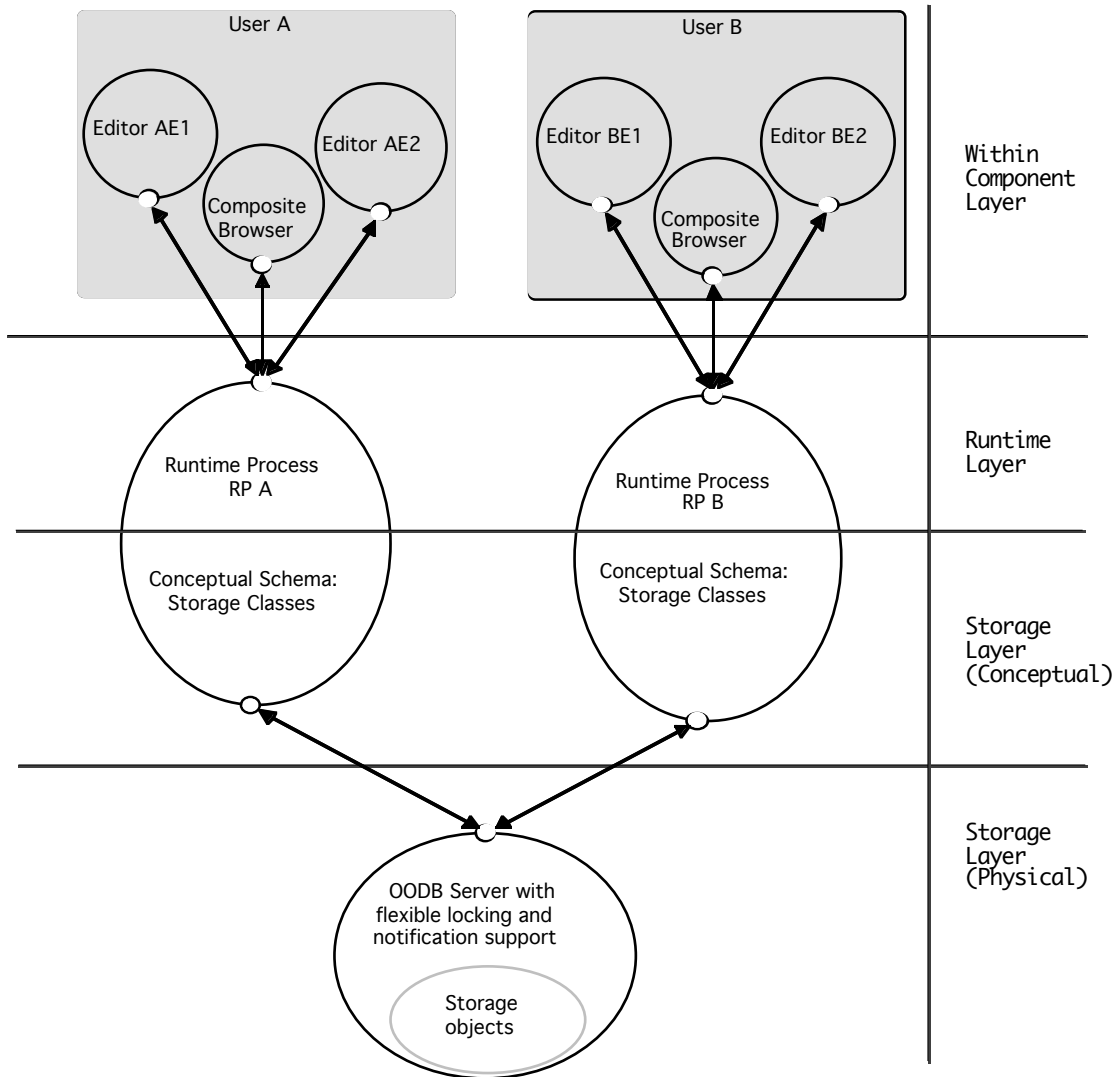 User A
User B
Editor AE1
Editor AE2
Composite
Browser
Editor BE1
Editor BE2
Composite
Browser
Within
Component
Layer
Runtime Process
RP A
Runtime Process
RP B
Runtime
Layer
Conceptual Schema:
Storage Classes
Conceptual Schema:
Storage Classes
Storage
Layer
(Conceptual)
OODB Server with
flexible locking and
notification support
Storage
objects
Storage
Layer
(Physical)